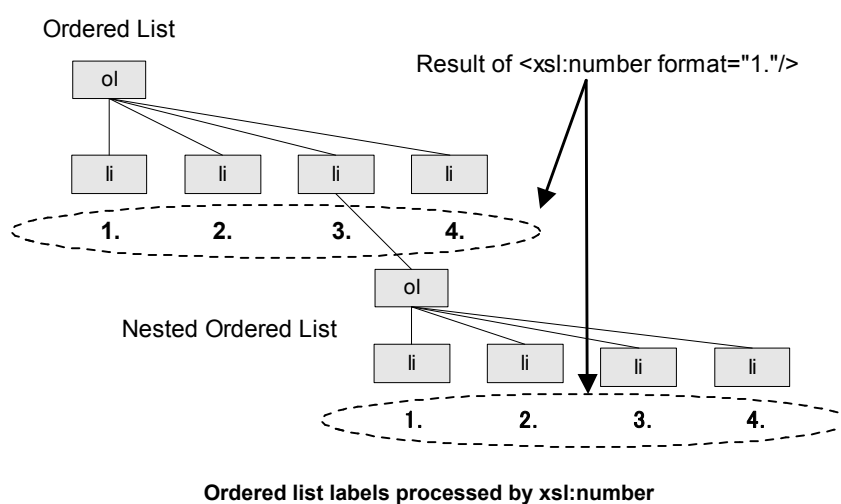 Ordered List
Result of <xsl:number format="1."/>
ol
li li li li
1. 2. 3. 4.
ol
Nested Ordered List
li li li li
1. 2. 3. 4.
Ordered list labels processed by xsl:number